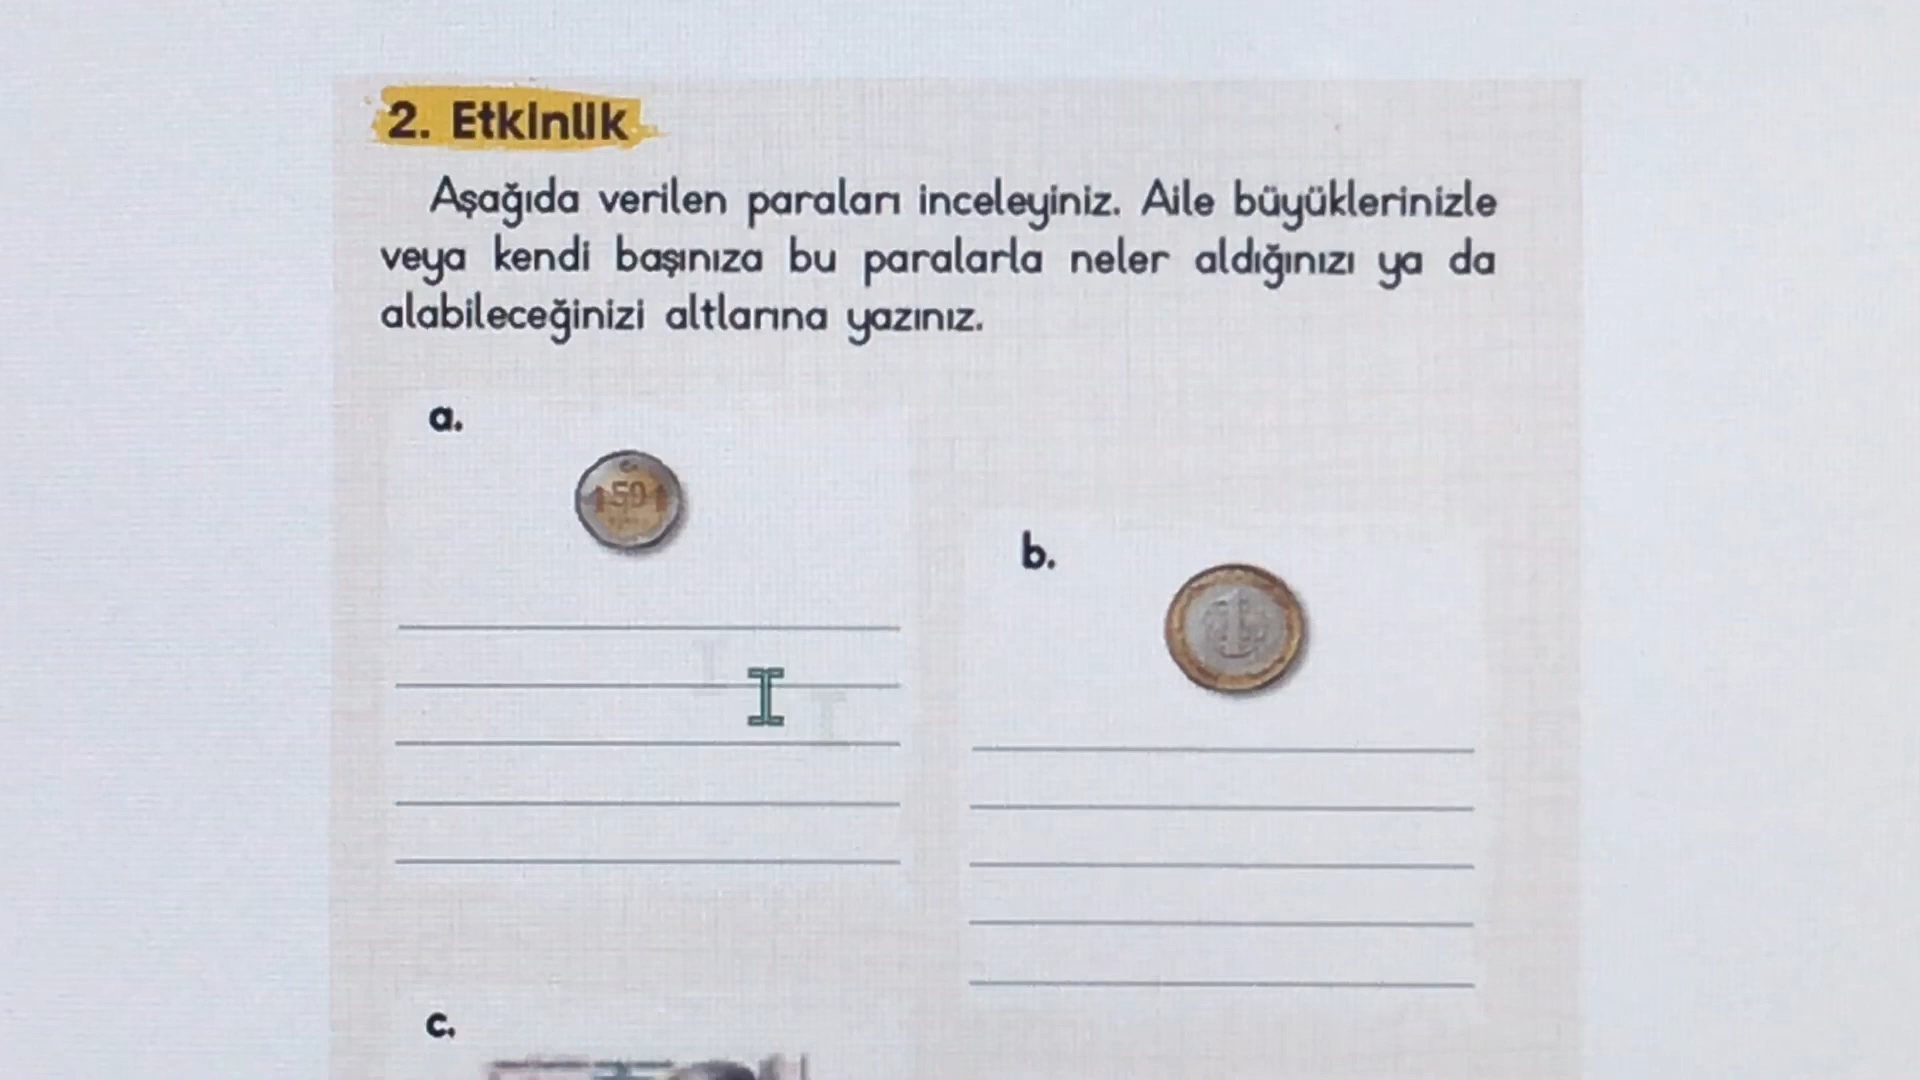 2. Etkinlik
Aşağıda verilen paraları inceleyiniz. Aile büyüklerinizle
veya kendi başınıza bu paralarla neler aldığınızı ya da
alabileceğinizi altlarına yazınız.
a.
50
b.
1
c.